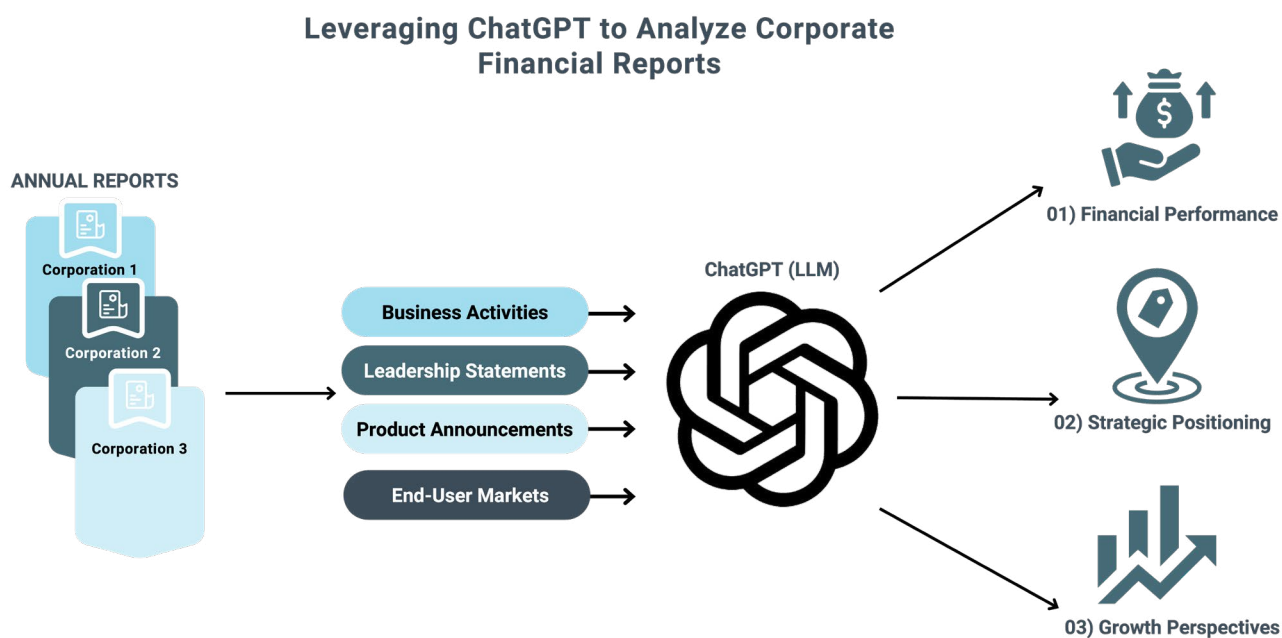 Leveraging ChatGPT to Analyze Corporate
Financial Reports
ANNUAL REPORTS
Corporation 1
Corporation 2
Corporation 3
Business Activities
Leadership Statements
Product Announcements
End-User Markets
ChatGPT (LLM)
$
01) Financial Performance
02) Strategic Positioning
03) Growth Perspectives